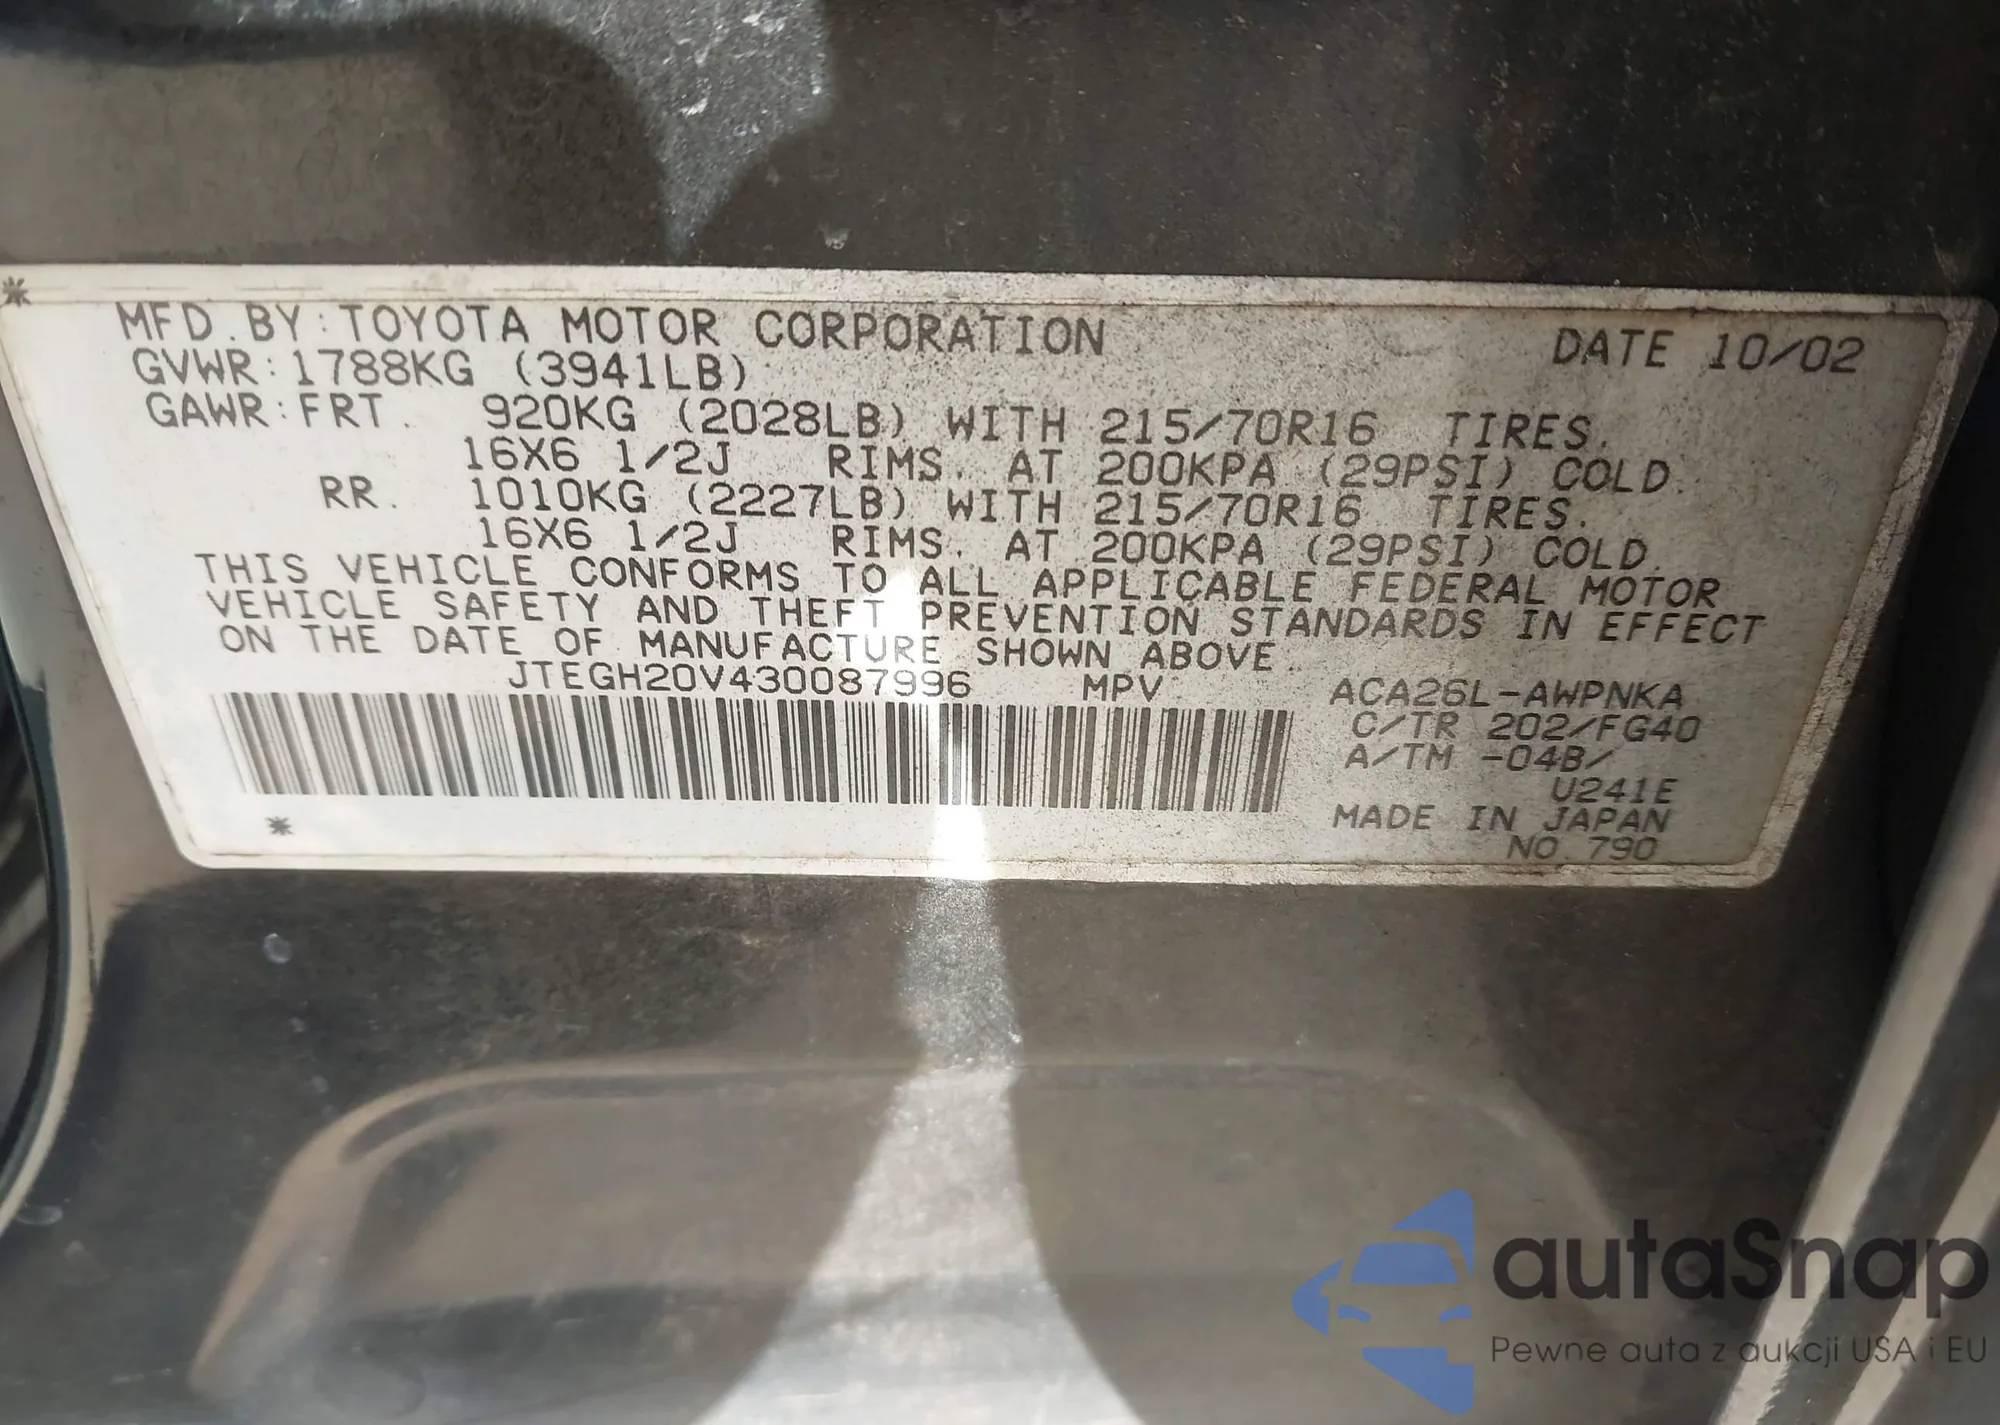 MFD.BY:TOYOTA MOTOR CORPORATION DATE 10/02
GVWR:1788KG (3941LB)
GAWR:FRT. 920KG (2028LB) WITH 215/70R16 TIRES.
16X6 1/2J RIMS. AT 200KPA (29PSI) COLD.
RR. 1010KG (2227LB) WITH 215/70R16 TIRES.
16X6 1/2J RIMS. AT 200KPA (29PSI) COLD.
THIS VEHICLE CONFORMS TO ALL APPLICABLE FEDERAL MOTOR
VEHICLE SAFETY AND THEFT PREVENTION STANDARDS IN EFFECT
ON THE DATE OF MANUFACTURE SHOWN ABOVE.
JTEGH20V430087996 MPV ACA26L-AWPNKA
C/TR 202/FG40
A/TM -04B/
U241E
MADE IN JAPAN
NO.790
autaSnap
Pewne auta z aukcji USA i EU